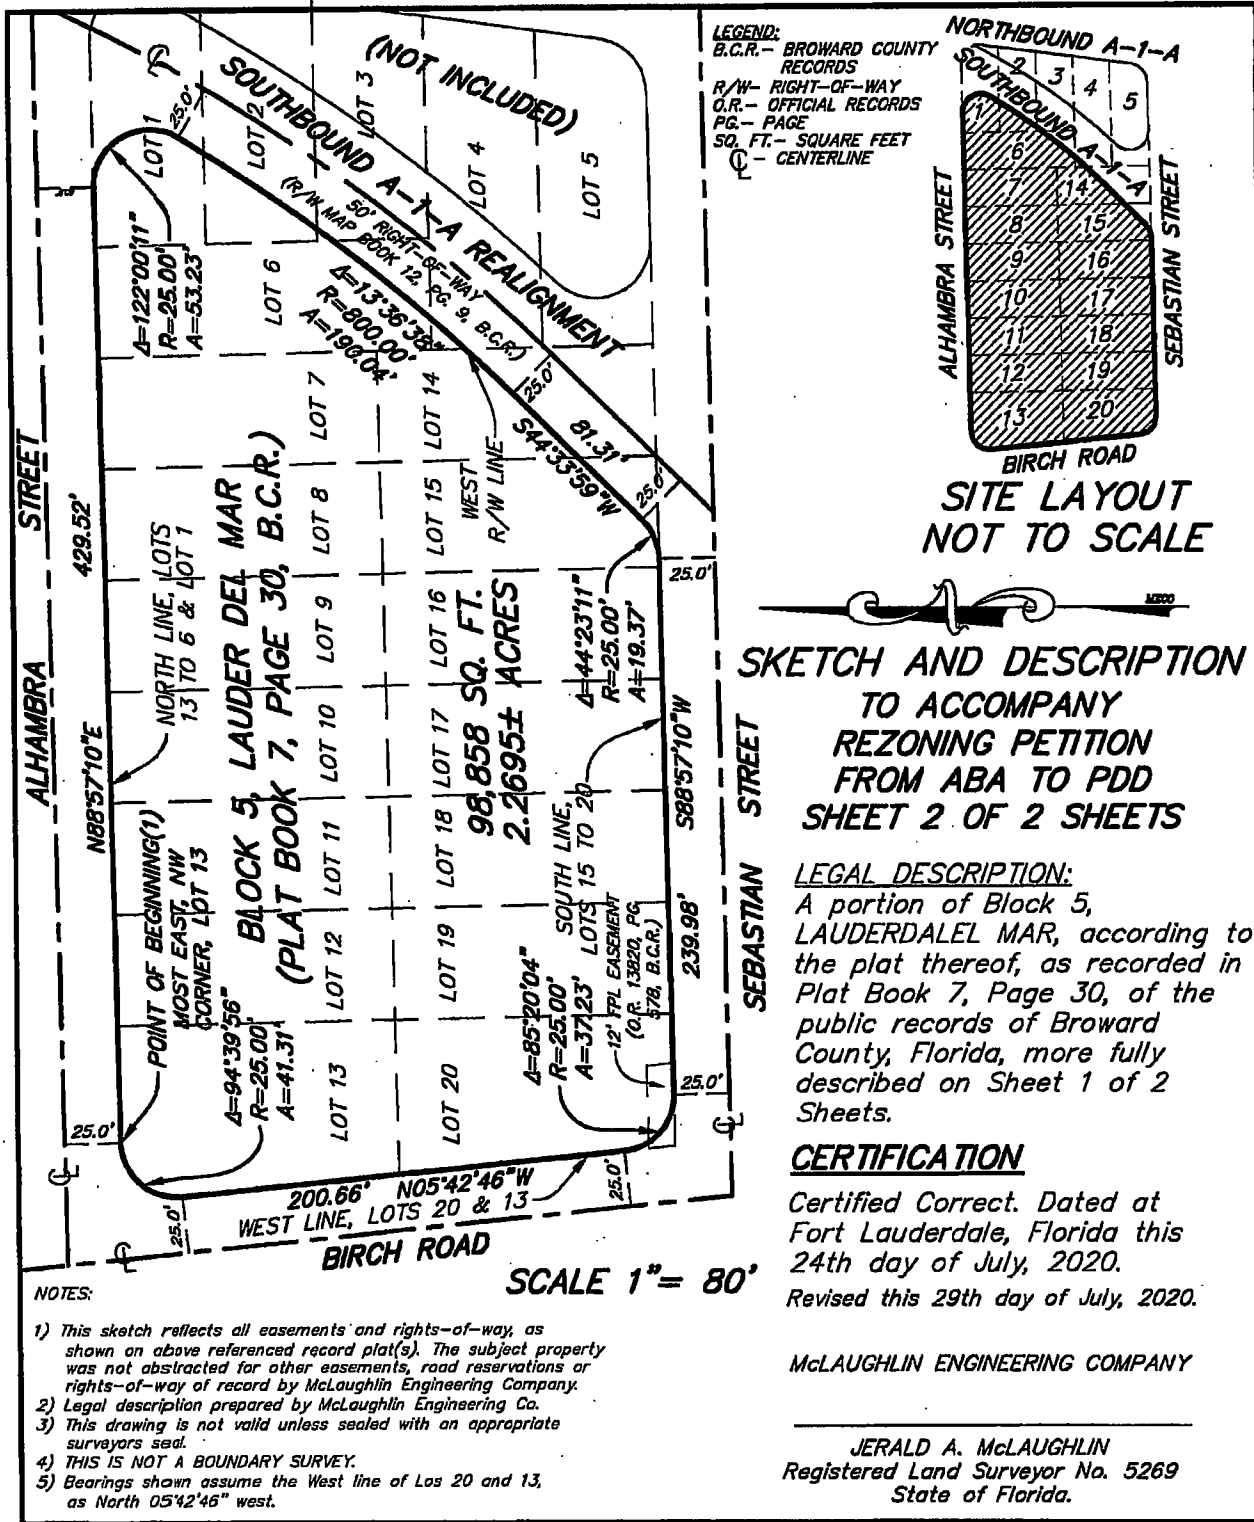 LEGEND:
B.C.R.- BROWARD COUNTY
RECORDS
R/W- RIGHT-OF-WAY
O.R.- OFFICIAL RECORDS
PG.- PAGE
SQ. FT.- SQUARE FEET
℄ - CENTERLINE
NORTHBOUND A-1-A
SOUTHBOUND A-1-A
1
2
3
4
5
6
7
14
8
15
9
16
10
17
11
18
12
19
13
20
ALHAMBRA STREET
SEBASTIAN STREET
BIRCH ROAD
SITE LAYOUT
NOT TO SCALE
MECO
SKETCH AND DESCRIPTION
TO ACCOMPANY
REZONING PETITION
FROM ABA TO PDD
SHEET 2 OF 2 SHEETS
LEGAL DESCRIPTION:
A portion of Block 5,
LAUDERDALEL MAR, according to
the plat thereof, as recorded in
Plat Book 7, Page 30, of the
public records of Broward
County, Florida, more fully
described on Sheet 1 of 2
Sheets.
CERTIFICATION
Certified Correct. Dated at
Fort Lauderdale, Florida this
24th day of July, 2020.
Revised this 29th day of July, 2020.
McLAUGHLIN ENGINEERING COMPANY
JERALD A. McLAUGHLIN
Registered Land Surveyor No. 5269
State of Florida.
℄
(NOT INCLUDED)
SOUTHBOUND A-1-A REALIGNMENT
50' RIGHT-OF-WAY
(R/W MAP BOOK 12, PG. 9, B.C.R.)
LOT 1
25.0'
LOT 2
LOT 3
LOT 4
LOT 5
LOT 6
Δ=122°00'11"
R=25.00'
A=53.23'
Δ=13°36'38"
R=800.00'
A=190.04'
25.0'
81.31'
S44°33'59"W
25.0'
WEST
R/W LINE
LOT 7
LOT 14
LOT 8
LOT 15
LOT 9
LOT 16
LOT 10
LOT 17
LOT 11
LOT 18
LOT 12
LOT 19
LOT 13
LOT 20
ALHAMBRA STREET
429.52'
N88°57'10"E
NORTH LINE, LOTS
13 TO 6 & LOT 1
BLOCK 5, LAUDER DEL MAR
(PLAT BOOK 7, PAGE 30, B.C.R.)
98,858 SQ. FT.
2.2695± ACRES
25.0'
Δ=44°23'11"
R=25.00'
A=19.37'
S88°57'10"W
239.98'
SEBASTIAN STREET
SOUTH LINE,
LOTS 15 TO 20
12' FPL EASEMENT
(O.R. 13820, PG.
578, B.C.R.)
Δ=85°20'04"
R=25.00'
A=37.23'
25.0'
℄
POINT OF BEGINNING(1)
MOST EAST, NW
CORNER, LOT 13
Δ=94°39'56"
R=25.00'
A=41.31'
25.0'
℄
25.0'
200.66' N05°42'46"W
WEST LINE, LOTS 20 & 13
25.0'
℄
BIRCH ROAD
SCALE 1"= 80'
NOTES:
1) This sketch reflects all easements and rights-of-way, as
shown on above referenced record plat(s). The subject property
was not abstracted for other easements, road reservations or
rights-of-way of record by McLaughlin Engineering Company.
2) Legal description prepared by McLaughlin Engineering Co.
3) This drawing is not valid unless sealed with an appropriate
surveyors seal.
4) THIS IS NOT A BOUNDARY SURVEY.
5) Bearings shown assume the West line of Los 20 and 13,
as North 05°42'46" west.